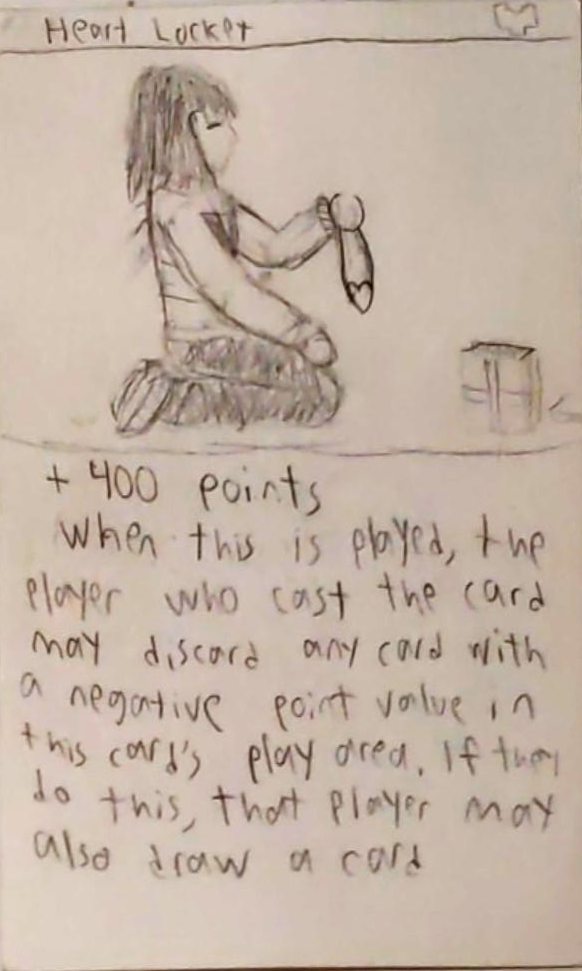 Heart Locket
+ 400 points
When this is played, the
player who cast the card
may discard any card with
a negative point value in
this card's play area. If they
do this, that player may
also draw a card